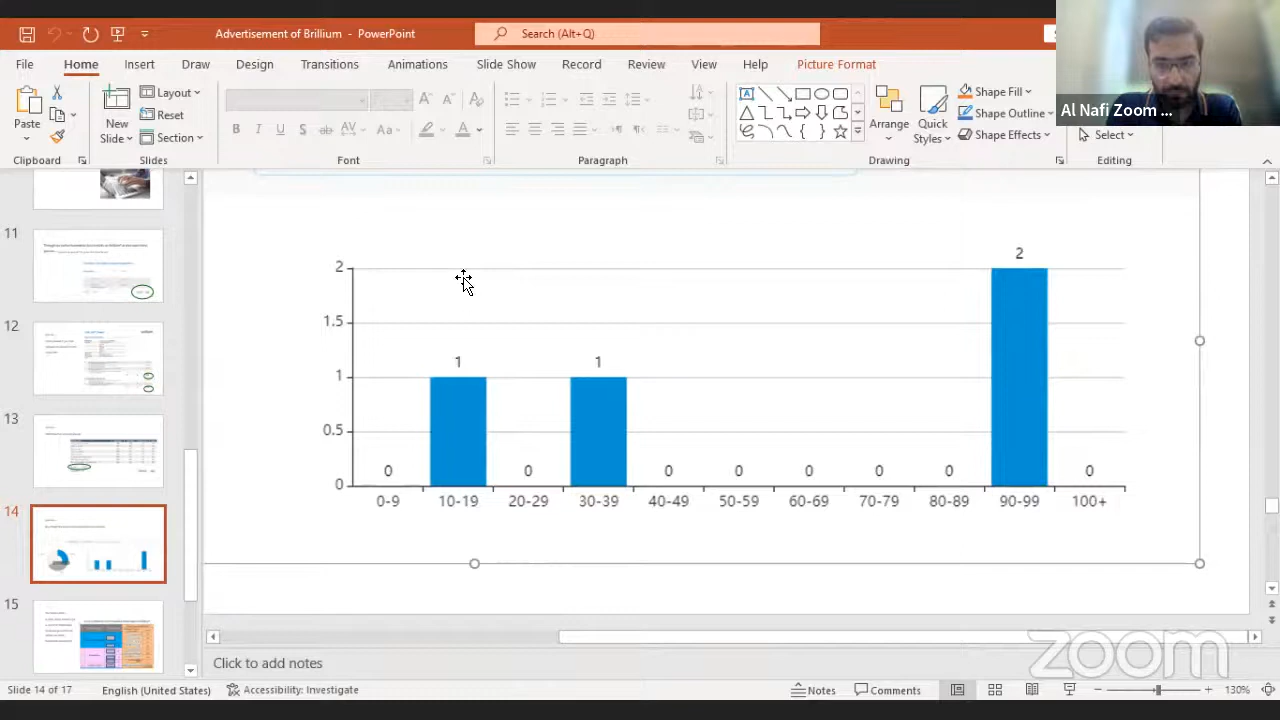 Advertisement of Brillium - PowerPoint
Search (Alt+Q)
File Home Insert Draw Design Transitions Animations Slide Show Record Review View Help Picture Format
Al Nafi Zoom ...
Paste
New Slide
Layout
Reset
Section
Arrange
Quick Styles
Shape Fill
Shape Outline
Shape Effects
Select
Clipboard Slides Font Paragraph Drawing Editing
11
12
13
14
15
2
1.5
1
0.5
0
0 1 0 1 0 0 0 0 0 2 0
0-9 10-19 20-29 30-39 40-49 50-59 60-69 70-79 80-89 90-99 100+
zoom
Click to add notes
Slide 14 of 17 English (United States) Accessibility: Investigate Notes Comments 130%